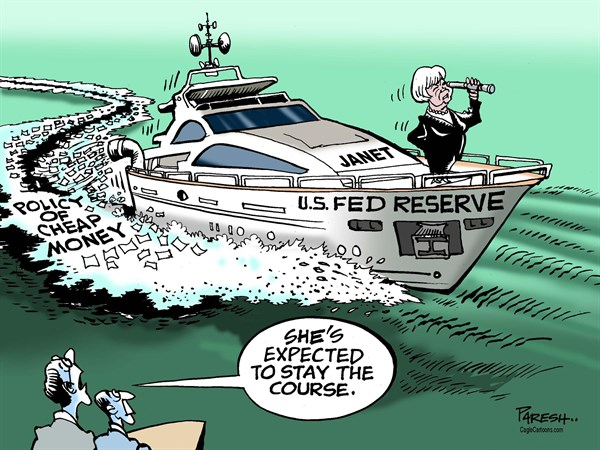 JANET
U.S. FED RESERVE
POLICY
OF
CHEAP
MONEY
SHE'S
EXPECTED
TO STAY THE
COURSE.
PARESH..
CagleCartoons.com